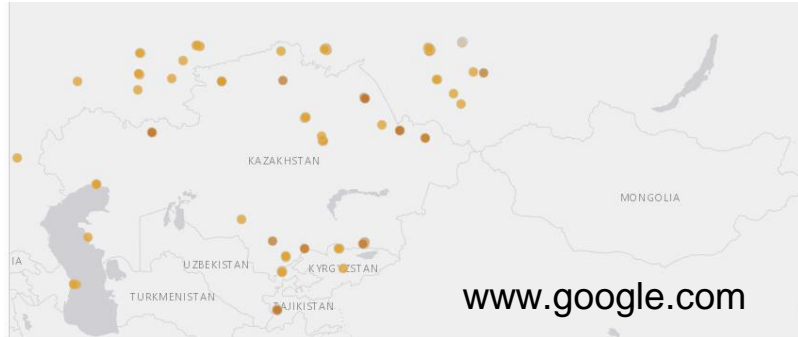 KAZAKHSTAN
MONGOLIA
IA
UZBEKISTAN
KYRGYZSTAN
TURKMENISTAN
TAJIKISTAN
www.google.com